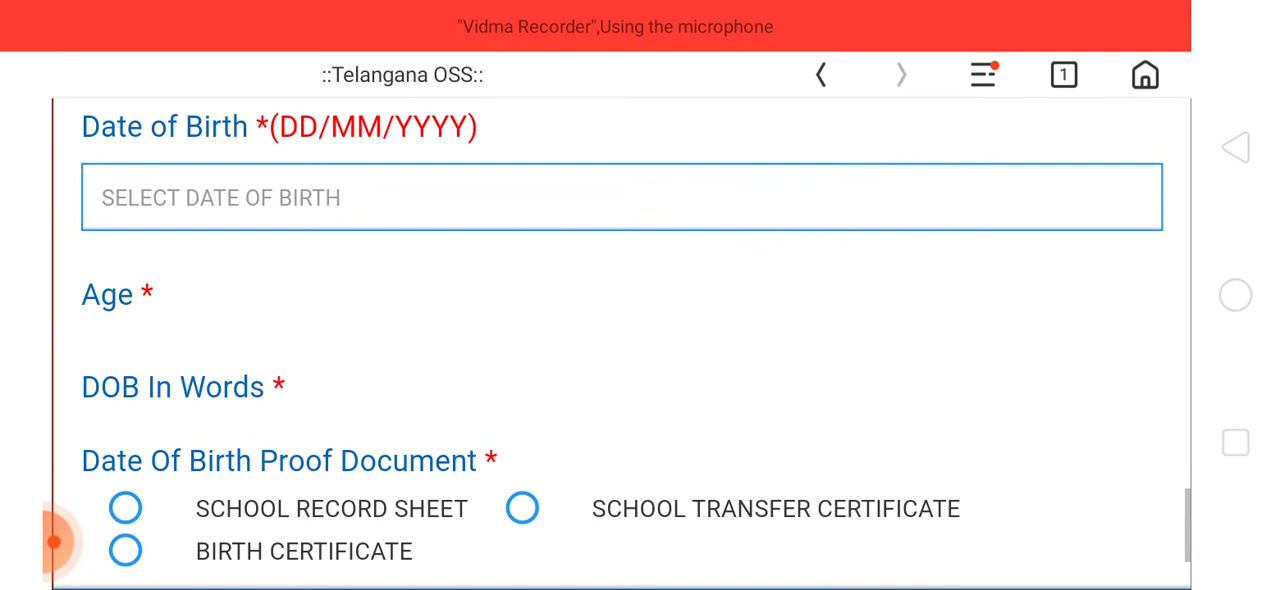 "Vidma Recorder",Using the microphone
::Telangana OSS::
1
Date of Birth *(DD/MM/YYYY)
SELECT DATE OF BIRTH
Age *
DOB In Words *
Date Of Birth Proof Document *
SCHOOL RECORD SHEET SCHOOL TRANSFER CERTIFICATE
BIRTH CERTIFICATE